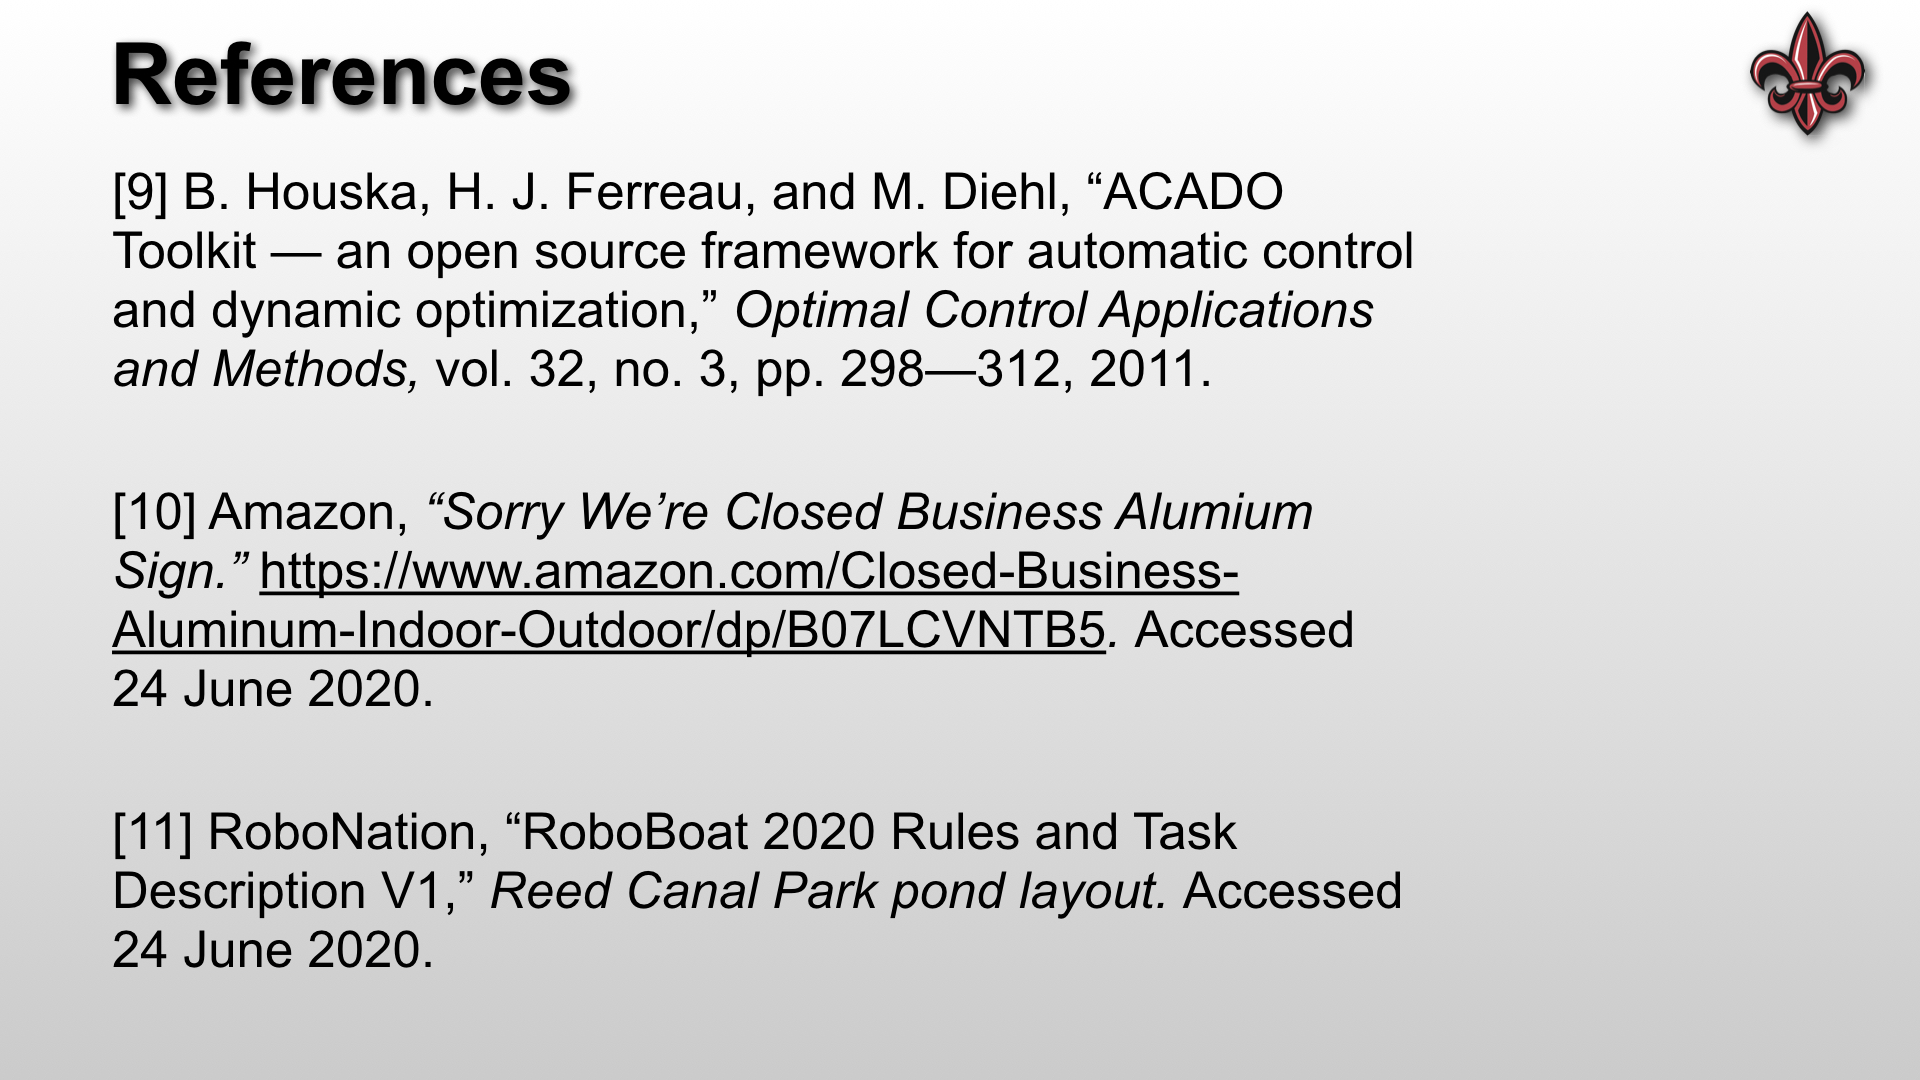 References
[9] B. Houska, H. J. Ferreau, and M. Diehl, “ACADO
Toolkit — an open source framework for automatic control
and dynamic optimization,” Optimal Control Applications
and Methods, vol. 32, no. 3, pp. 298—312, 2011.
[10] Amazon, “Sorry We’re Closed Business Alumium
Sign.” https://www.amazon.com/Closed-Business-
Aluminum-Indoor-Outdoor/dp/B07LCVNTB5. Accessed
24 June 2020.
[11] RoboNation, “RoboBoat 2020 Rules and Task
Description V1,” Reed Canal Park pond layout. Accessed
24 June 2020.